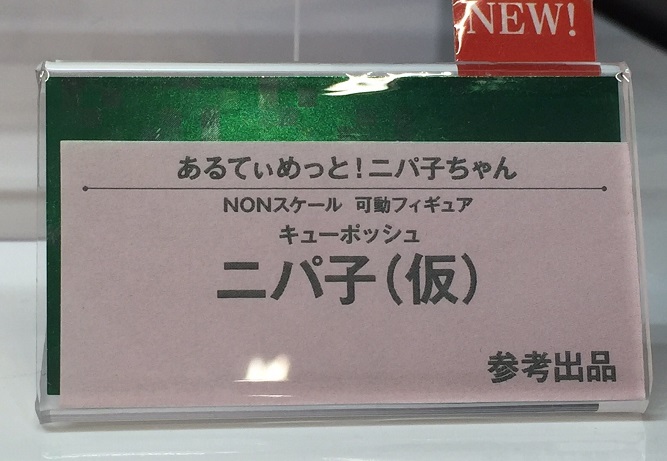 NEW!
あるてぃめっと！ニパ子ちゃん
NONスケール 可動フィギュア
キューポッシュ
ニパ子（仮）
参考出品